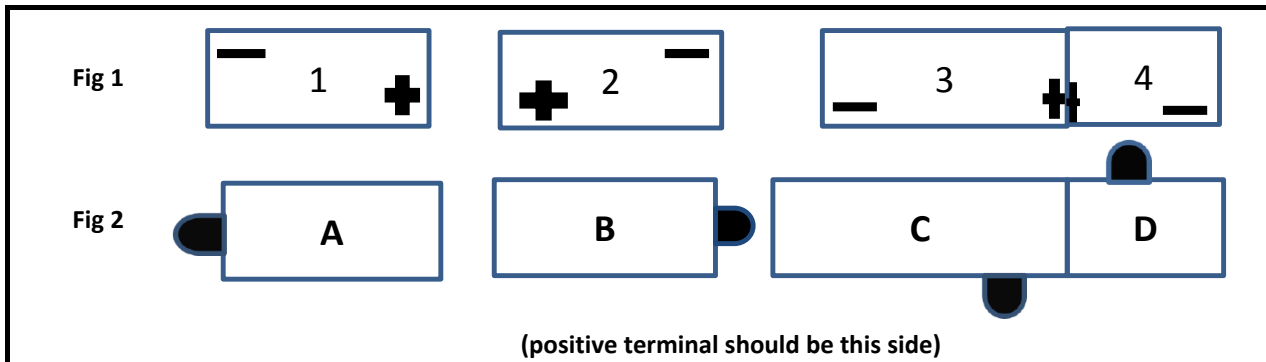 Fig 1 1 2 3 4
Fig 2 A B C D
(positive terminal should be this side)